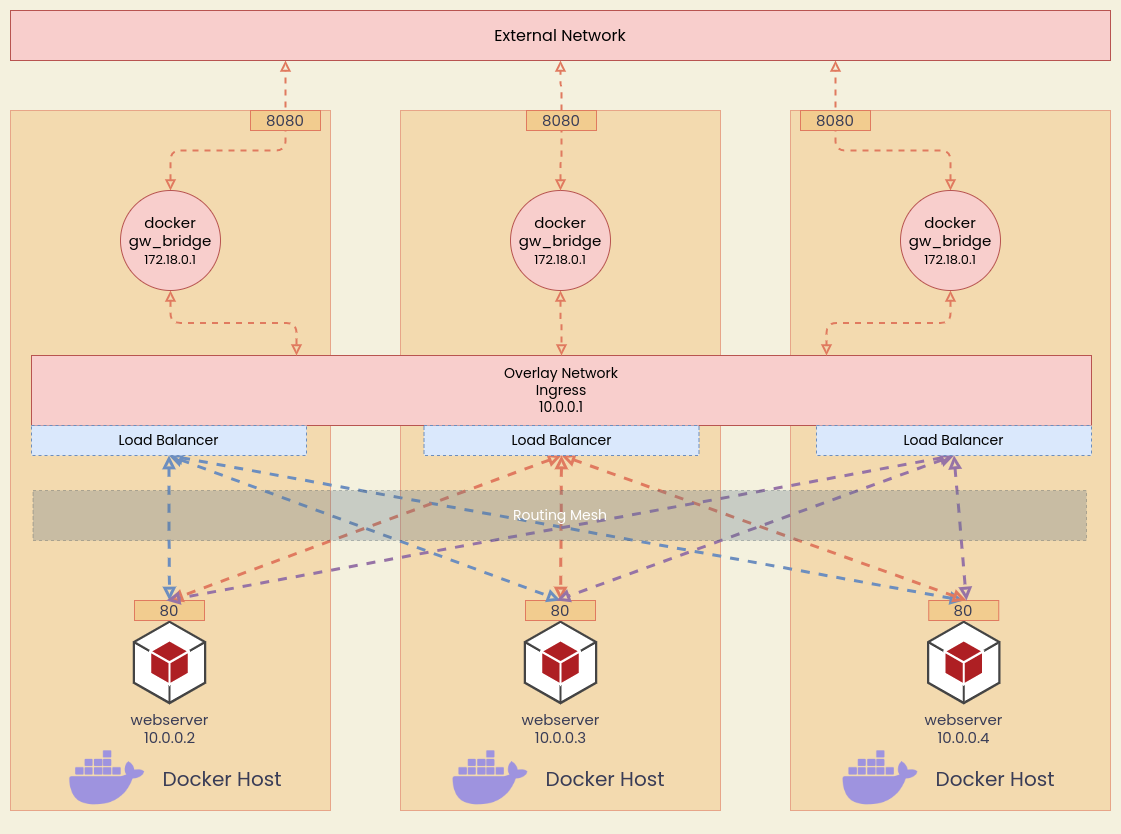 External Network
8080
8080
8080
docker
gw_bridge
172.18.0.1
docker
gw_bridge
172.18.0.1
docker
gw_bridge
172.18.0.1
Overlay Network
Ingress
10.0.0.1
Load Balancer
Load Balancer
Load Balancer
Routing Mesh
80
80
80
webserver
10.0.0.2
webserver
10.0.0.3
webserver
10.0.0.4
Docker Host
Docker Host
Docker Host